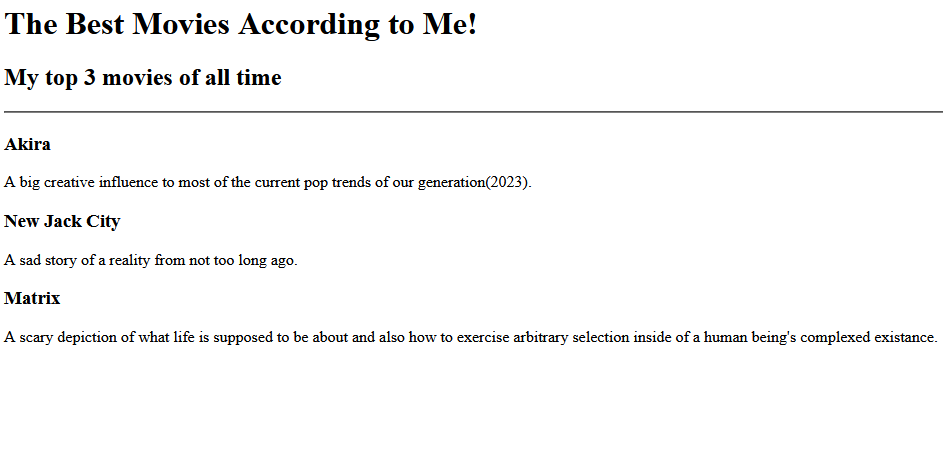 The Best Movies According to Me!
My top 3 movies of all time
Akira
A big creative influence to most of the current pop trends of our generation(2023).
New Jack City
A sad story of a reality from not too long ago.
Matrix
A scary depiction of what life is supposed to be about and also how to exercise arbitrary selection inside of a human being's complexed existance.